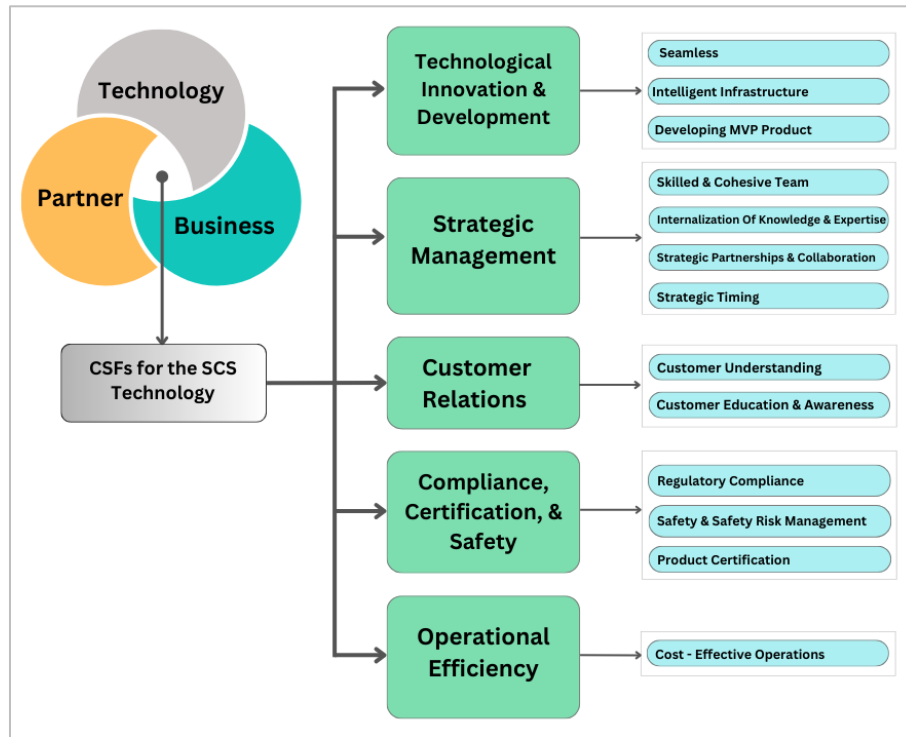 Technology
Partner
Business
CSFs for the SCS
Technology
Technological
Innovation &
Development
Seamless
Intelligent Infrastructure
Developing MVP Product
Strategic
Management
Skilled & Cohesive Team
Internalization Of Knowledge & Expertise
Strategic Partnerships & Collaboration
Strategic Timing
Customer
Relations
Customer Understanding
Customer Education & Awareness
Compliance,
Certification, &
Safety
Regulatory Compliance
Safety & Safety Risk Management
Product Certification
Operational
Efficiency
Cost - Effective Operations